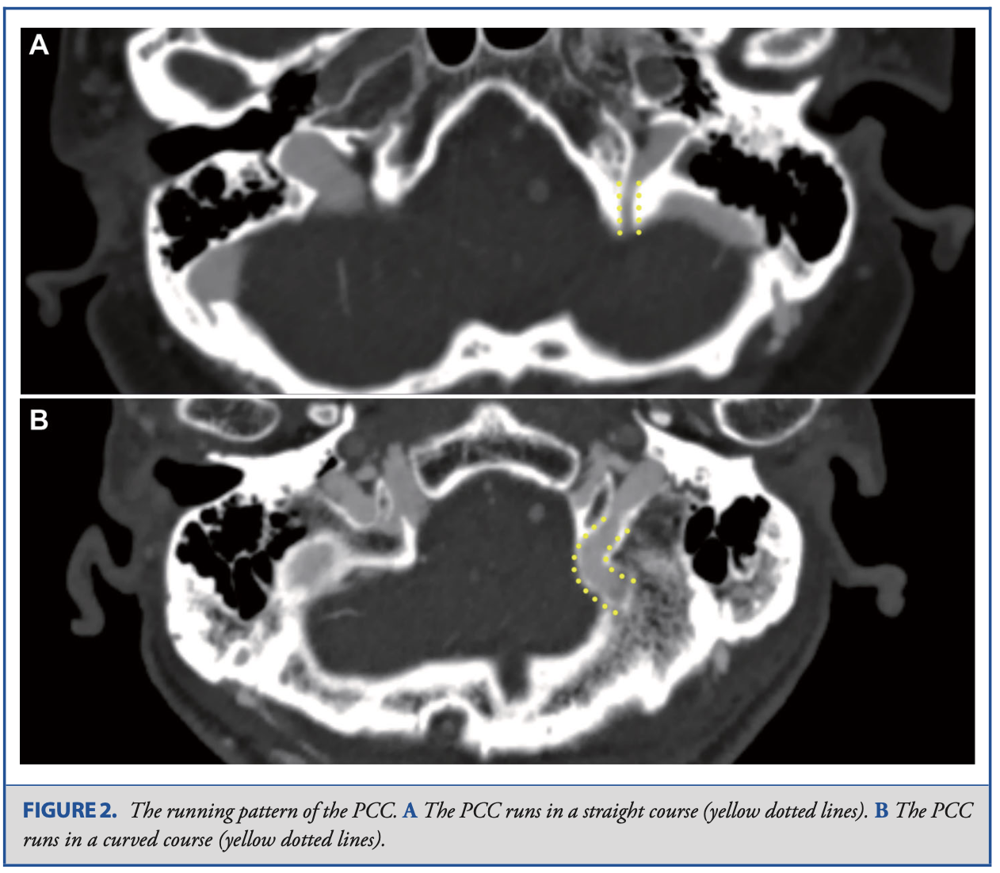 A
B
FIGURE 2. The running pattern of the PCC. A The PCC runs in a straight course (yellow dotted lines). B The PCC
runs in a curved course (yellow dotted lines).